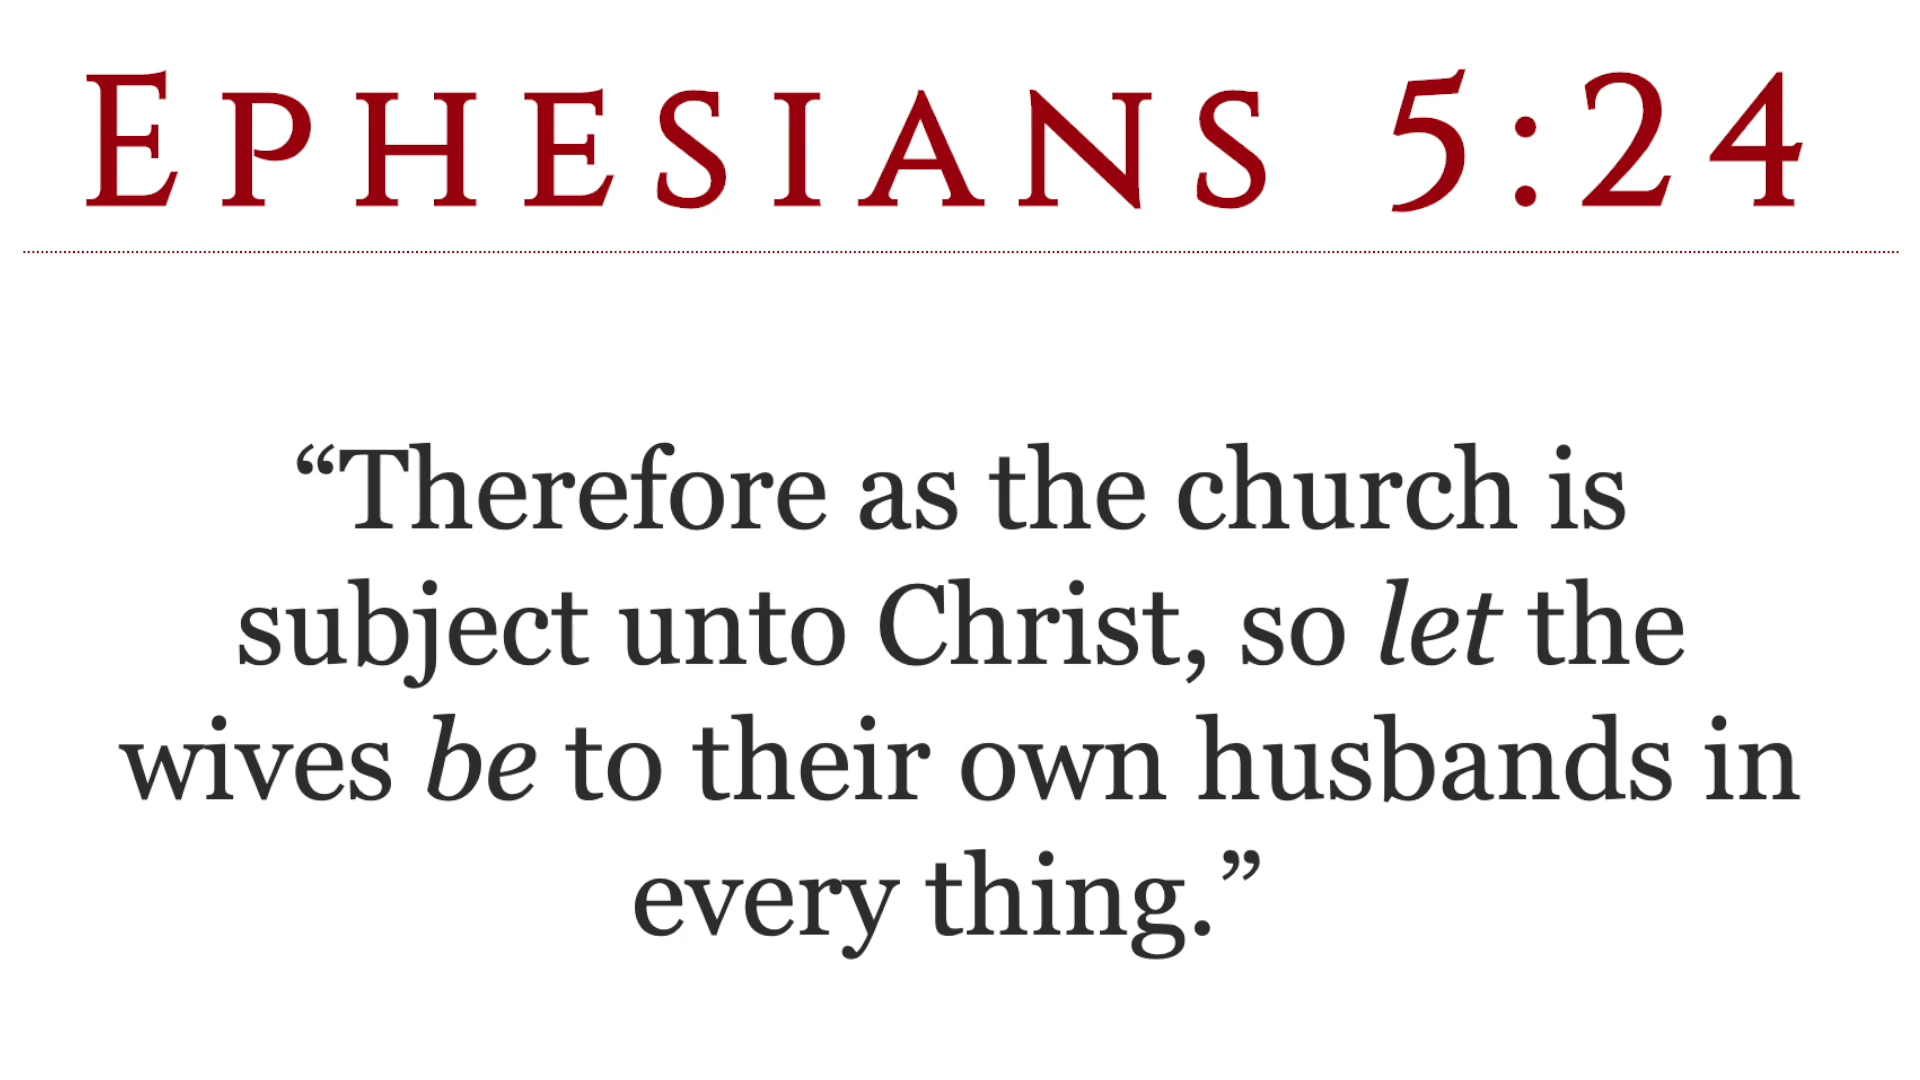 EPHESIANS 5:24
“Therefore as the church is
subject unto Christ, so let the
wives be to their own husbands in
every thing.”